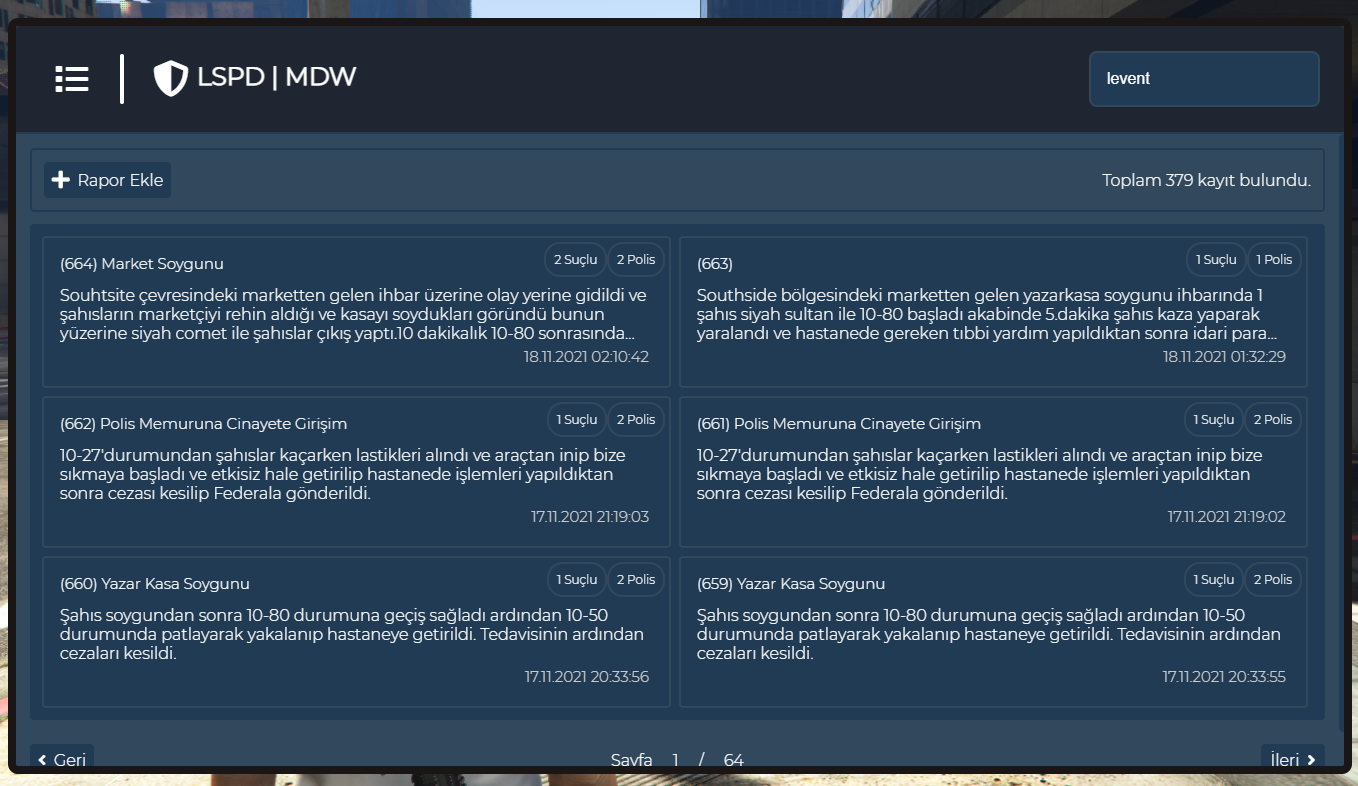 LSPD | MDW
levent
Rapor Ekle
Toplam 379 kayıt bulundu.
(664) Market Soygunu
2 Suçlu
2 Polis
Souhtsite çevresindeki marketten gelen ihbar üzerine olay yerine gidildi ve
şahısların marketçiyi rehin aldığı ve kasayı soydukları göründü bunun
yüzerine siyah comet ile şahıslar çıkış yaptı.10 dakikalık 10-80 sonrasında...
18.11.2021 02:10:42
(663)
1 Suçlu
1 Polis
Southside bölgesindeki marketten gelen yazarkasa soygunu ihbarında 1
şahıs siyah sultan ile 10-80 başladı akabinde 5.dakika şahıs kaza yaparak
yaralandı ve hastanede gereken tıbbi yardım yapıldıktan sonra idari para...
18.11.2021 01:32:29
(662) Polis Memuruna Cinayete Girişim
1 Suçlu
2 Polis
10-27'durumundan şahıslar kaçarken lastikleri alındı ve araçtan inip bize
sıkmaya başladı ve etkisiz hale getirilip hastanede işlemleri yapıldıktan
sonra cezası kesilip Federala gönderildi.
17.11.2021 21:19:03
(661) Polis Memuruna Cinayete Girişim
1 Suçlu
2 Polis
10-27'durumundan şahıslar kaçarken lastikleri alındı ve araçtan inip bize
sıkmaya başladı ve etkisiz hale getirilip hastanede işlemleri yapıldıktan
sonra cezası kesilip Federala gönderildi.
17.11.2021 21:19:02
(660) Yazar Kasa Soygunu
1 Suçlu
2 Polis
Şahıs soygundan sonra 10-80 durumuna geçiş sağladı ardından 10-50
durumunda patlayarak yakalanıp hastaneye getirildi. Tedavisinin ardından
cezaları kesildi.
17.11.2021 20:33:56
(659) Yazar Kasa Soygunu
1 Suçlu
2 Polis
Şahıs soygundan sonra 10-80 durumuna geçiş sağladı ardından 10-50
durumunda patlayarak yakalanıp hastaneye getirildi. Tedavisinin ardından
cezaları kesildi.
17.11.2021 20:33:55
Geri
Sayfa 1 / 64
İleri